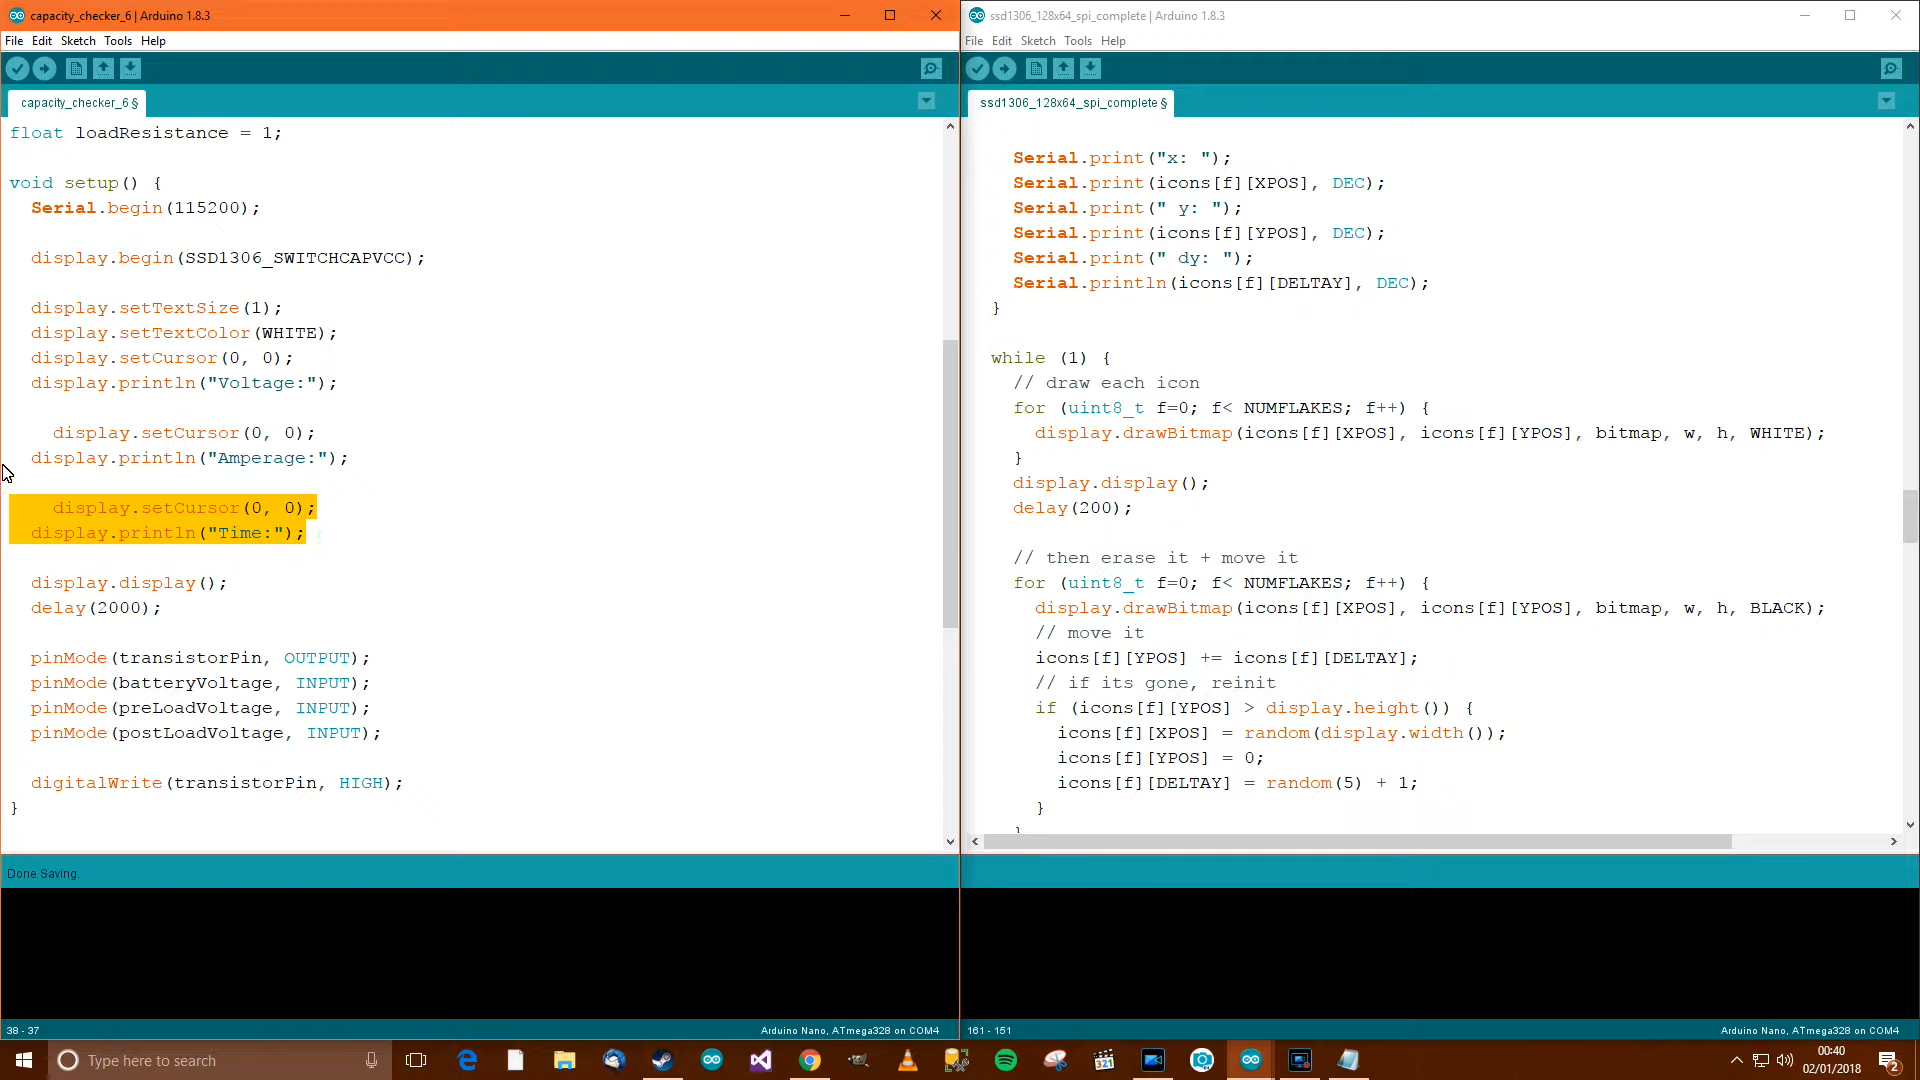 capacity_checker_6 | Arduino 1.8.3
File Edit Sketch Tools Help
capacity_checker_6 §
float loadResistance = 1;
void setup() {
Serial.begin(115200);
display.begin(SSD1306_SWITCHCAPVCC);
display.setTextSize(1);
display.setTextColor(WHITE);
display.setCursor(0, 0);
display.println("Voltage:");
display.setCursor(0, 0);
display.println("Amperage:");
display.setCursor(0, 0);
display.println("Time:");
display.display();
delay(2000);
pinMode(transistorPin, OUTPUT);
pinMode(batteryVoltage, INPUT);
pinMode(preLoadVoltage, INPUT);
pinMode(postLoadVoltage, INPUT);
digitalWrite(transistorPin, HIGH);
}
Done Saving.
38 - 37
Arduino Nano, ATmega328 on COM4
ssd1306_128x64_spi_complete | Arduino 1.8.3
File Edit Sketch Tools Help
ssd1306_128x64_spi_complete §
Serial.print("x: ");
Serial.print(icons[f][XPOS], DEC);
Serial.print(" y: ");
Serial.print(icons[f][YPOS], DEC);
Serial.print(" dy: ");
Serial.println(icons[f][DELTAY], DEC);
}
while (1) {
// draw each icon
for (uint8_t f=0; f< NUMFLAKES; f++) {
display.drawBitmap(icons[f][XPOS], icons[f][YPOS], bitmap, w, h, WHITE);
}
display.display();
delay(200);
// then erase it + move it
for (uint8_t f=0; f< NUMFLAKES; f++) {
display.drawBitmap(icons[f][XPOS], icons[f][YPOS], bitmap, w, h, BLACK);
// move it
icons[f][YPOS] += icons[f][DELTAY];
// if its gone, reinit
if (icons[f][YPOS] > display.height()) {
icons[f][XPOS] = random(display.width());
icons[f][YPOS] = 0;
icons[f][DELTAY] = random(5) + 1;
}
161 - 151
Arduino Nano, ATmega328 on COM4
Type here to search
321
00:40
02/01/2018
2